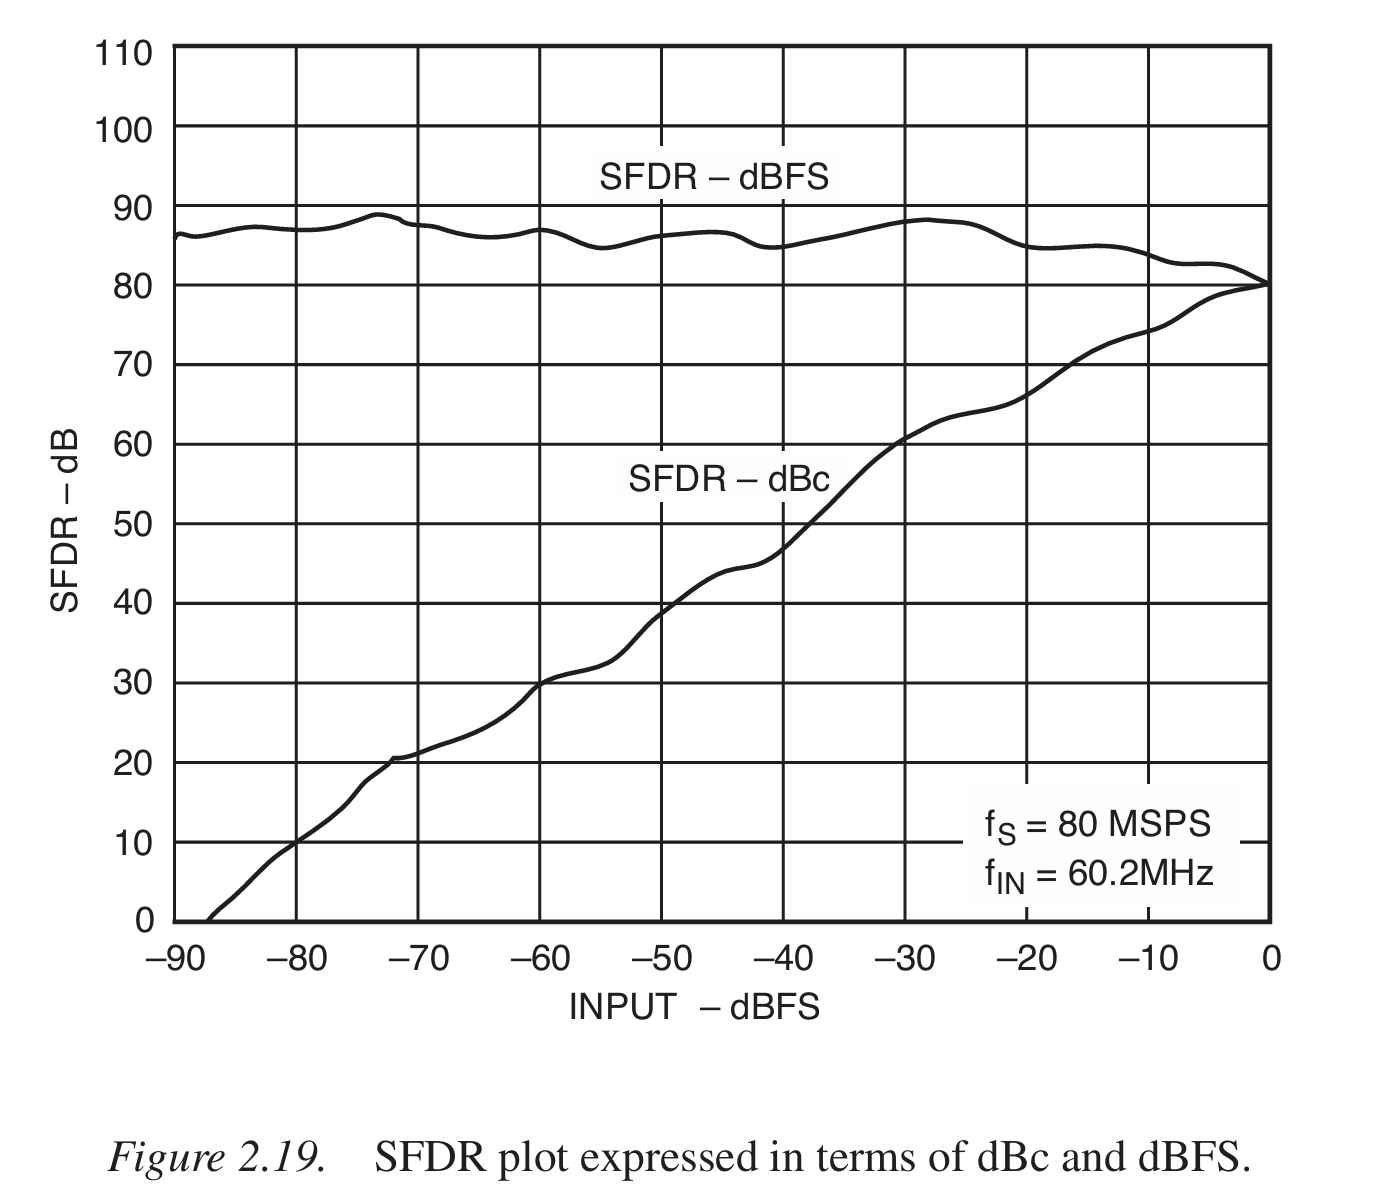 110
100
90
80
70
60
50
40
30
20
10
0
SFDR – dB
SFDR – dBFS
SFDR – dBc
fS = 80 MSPS
fIN = 60.2MHz
–90 –80 –70 –60 –50 –40 –30 –20 –10 0
INPUT – dBFS
Figure 2.19. SFDR plot expressed in terms of dBc and dBFS.